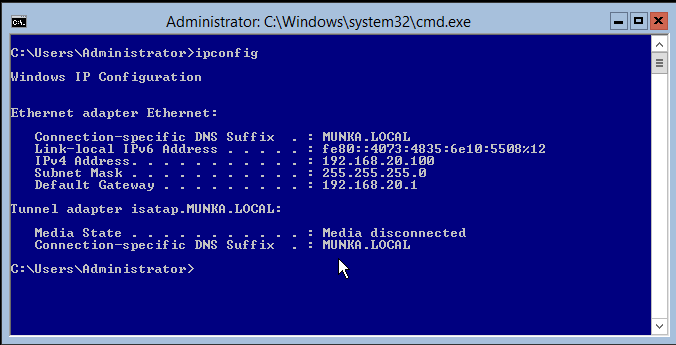 Administrator: C:\Windows\system32\cmd.exe
C:\Users\Administrator>ipconfig
Windows IP Configuration
Ethernet adapter Ethernet:
Connection-specific DNS Suffix . : MUNKA.LOCAL
Link-local IPv6 Address . . . . . : fe80::4073:4835:6e10:5508%12
IPv4 Address. . . . . . . . . . . : 192.168.20.100
Subnet Mask . . . . . . . . . . . : 255.255.255.0
Default Gateway . . . . . . . . . : 192.168.20.1
Tunnel adapter isatap.MUNKA.LOCAL:
Media State . . . . . . . . . . . : Media disconnected
Connection-specific DNS Suffix . : MUNKA.LOCAL
C:\Users\Administrator>